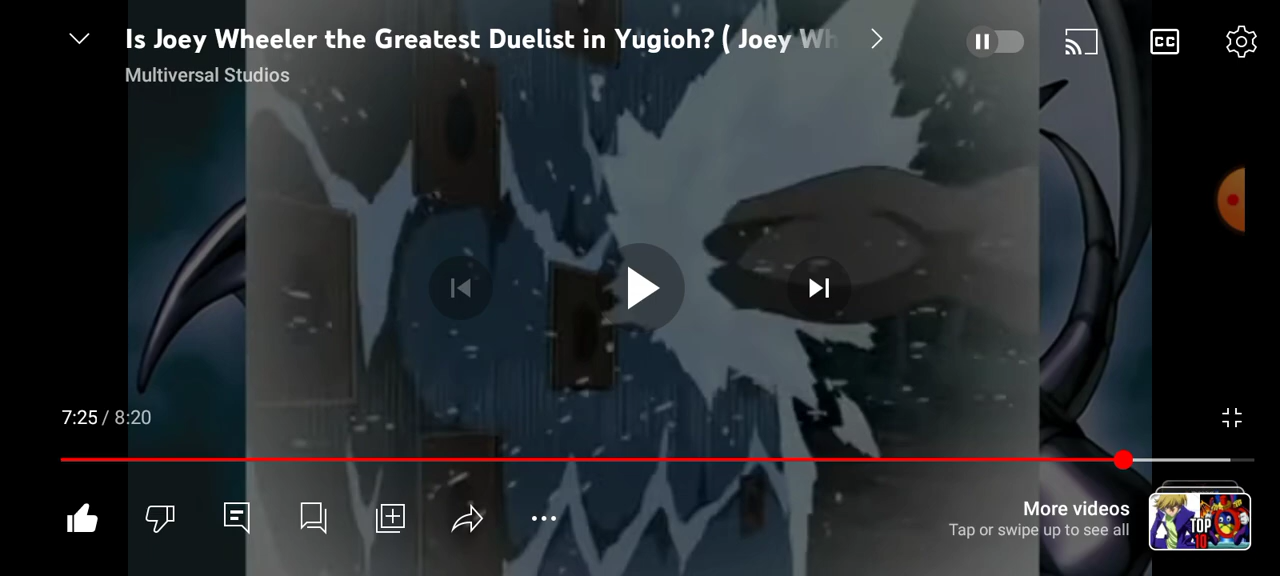 Is Joey Wheeler the Greatest Duelist in Yugioh? ( Joey Wh
Multiversal Studios
CC
7:25 / 8:20
More videos
Tap or swipe up to see all
TOP
10